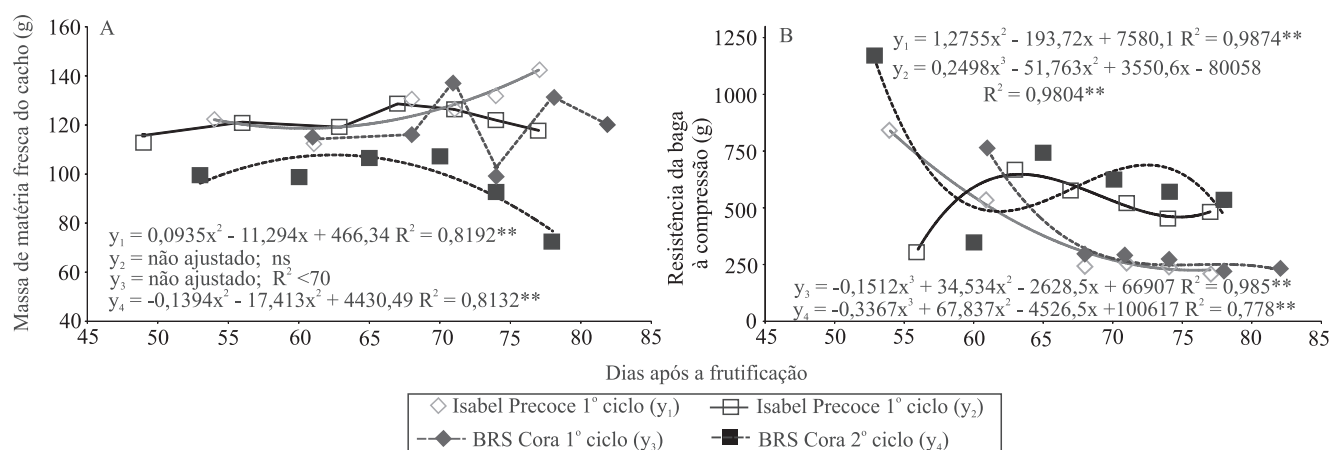 A
Massa de matéria fresca do cacho (g)
160
140
120
100
80
60
40
y1 = 0,0935x² - 11,294x + 466,34 R² = 0,8192**
y2 = não ajustado; ns
y3 = não ajustado; R² <70
y4 = -0,1394x² - 17,413x² + 4430,49 R² = 0,8132**
45 50 55 60 65 70 75 80 85
B
Resistência da baga
à compressão (g)
1250
1000
750
500
250
0
y1 = 1,2755x² - 193,72x + 7580,1 R² = 0,9874**
y2 = 0,2498x³ - 51,763x² + 3550,6x - 80058
R² = 0,9804**
y3 = -0,1512x³ + 34,534x² - 2628,5x + 66907 R² = 0,985**
y4 = -0,3367x³ + 67,837x² - 4526,5x +100617 R² = 0,778**
45 50 55 60 65 70 75 80 85
Dias após a frutificação
Isabel Precoce 1º ciclo (y1)
Isabel Precoce 1º ciclo (y2)
BRS Cora 1º ciclo (y3)
BRS Cora 2º ciclo (y4)